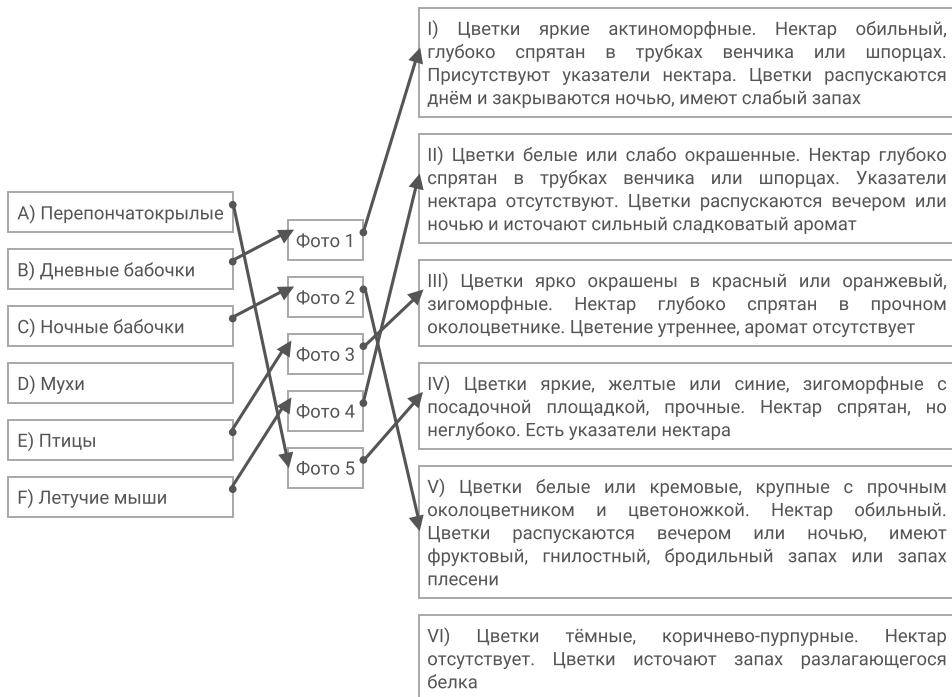 A) Перепончатокрылые
B) Дневные бабочки
C) Ночные бабочки
D) Мухи
E) Птицы
F) Летучие мыши
Фото 1
Фото 2
Фото 3
Фото 4
Фото 5
I) Цветки яркие актиноморфные. Нектар обильный,
глубоко спрятан в трубках венчика или шпорцах.
Присутствуют указатели нектара. Цветки распускаются
днём и закрываются ночью, имеют слабый запах
II) Цветки белые или слабо окрашенные. Нектар глубоко
спрятан в трубках венчика или шпорцах. Указатели
нектара отсутствуют. Цветки распускаются вечером или
ночью и источают сильный сладковатый аромат
III) Цветки ярко окрашены в красный или оранжевый,
зигоморфные. Нектар глубоко спрятан в прочном
околоцветнике. Цветение утреннее, аромат отсутствует
IV) Цветки яркие, желтые или синие, зигоморфные с
посадочной площадкой, прочные. Нектар спрятан, но
неглубоко. Есть указатели нектара
V) Цветки белые или кремовые, крупные с прочным
околоцветником и цветоножкой. Нектар обильный.
Цветки распускаются вечером или ночью, имеют
фруктовый, гнилостный, бродильный запах или запах
плесени
VI) Цветки тёмные, коричнево-пурпурные. Нектар
отсутствует. Цветки источают запах разлагающегося
белка